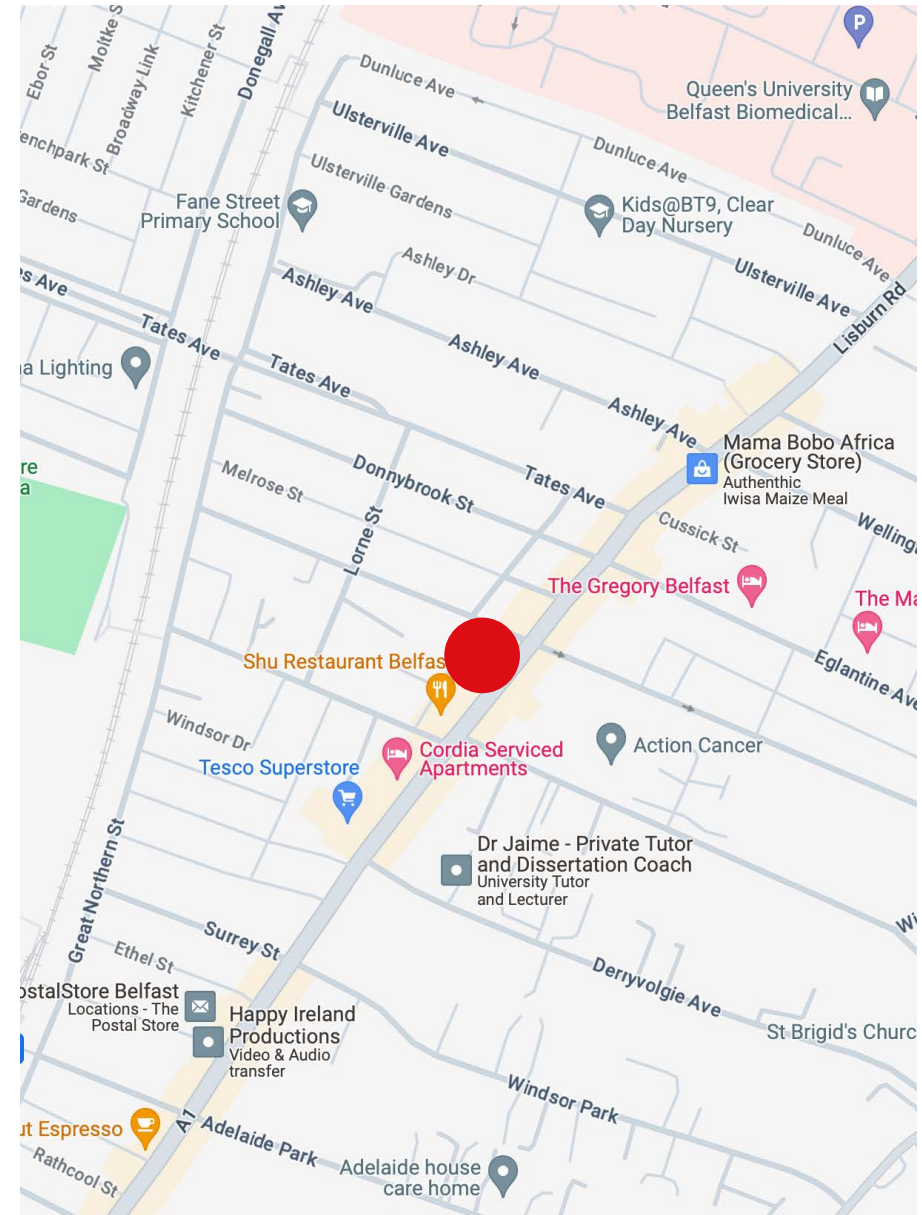 Ebor St
Moltke S
Broadway Link
Kitchener St
Donegall Av
Dunluce Ave
P
Queen's University
Belfast Biomedical...
Ulsterville Ave
enchpark St
Dunluce Ave
Ulsterville Gardens
Gardens
Fane Street
Primary School
Kids@BT9, Clear
Day Nursery
Dunluce Ave
Ashley Dr
Ulsterville Ave
es Ave
Ashley Ave
Lisburn Rd
Tates Ave
na Lighting
Tates Ave
Ashley Ave
Ashley Ave
Mama Bobo Africa
(Grocery Store)
Authenthic
Iwisa Maize Meal
re
a
Melrose St
Donnybrook St
Tates Ave
Lorne St
Cussick St
Welling
The Gregory Belfast
The Ma
Shu Restaurant Belfas
Eglantine Ave
Windsor Dr
Action Cancer
Cordia Serviced
Apartments
Tesco Superstore
Dr Jaime - Private Tutor
and Dissertation Coach
University Tutor
and Lecturer
Great Northern St
Wi
Surrey St
Ethel St
Derryvolgie Ave
ostalStore Belfast
Locations - The
Postal Store
Happy Ireland
Productions
Video & Audio
transfer
St Brigid's Churc
Windsor Park
ut Espresso
A1
Adelaide Park
Rathcool St
Adelaide house
care home